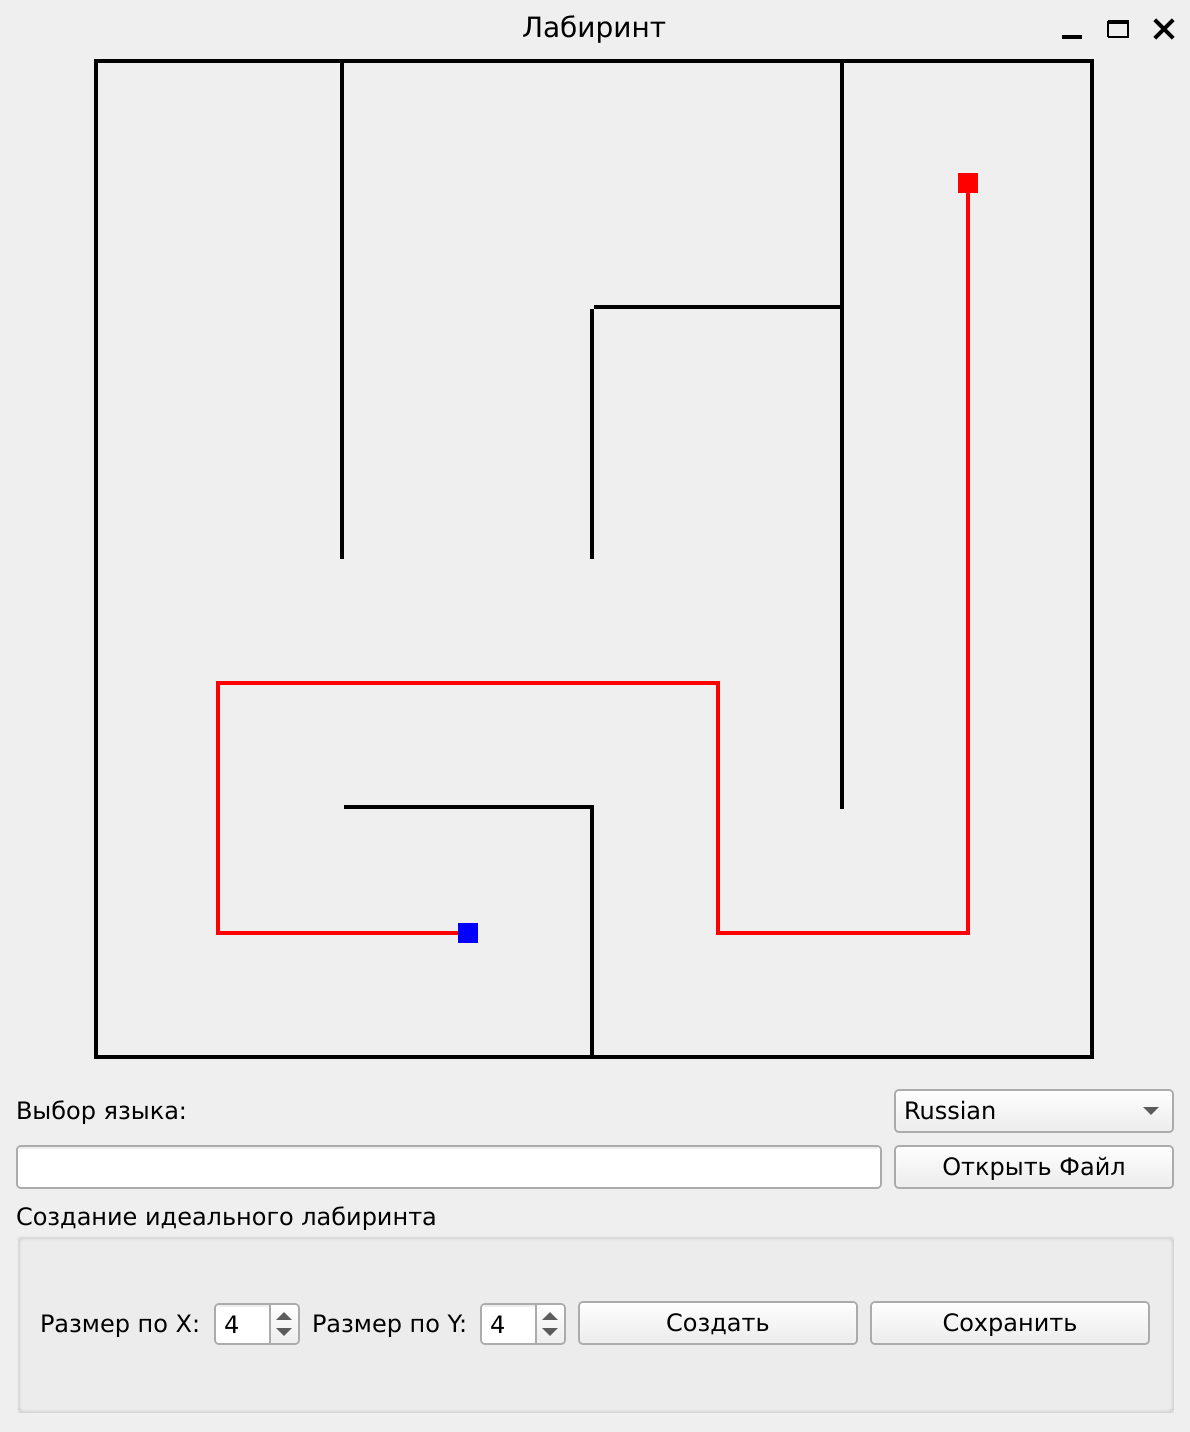 Лабиринт
Выбор языка:
Russian
Открыть Файл
Создание идеального лабиринта
Размер по X: 4 Размер по Y: 4 Создать Сохранить